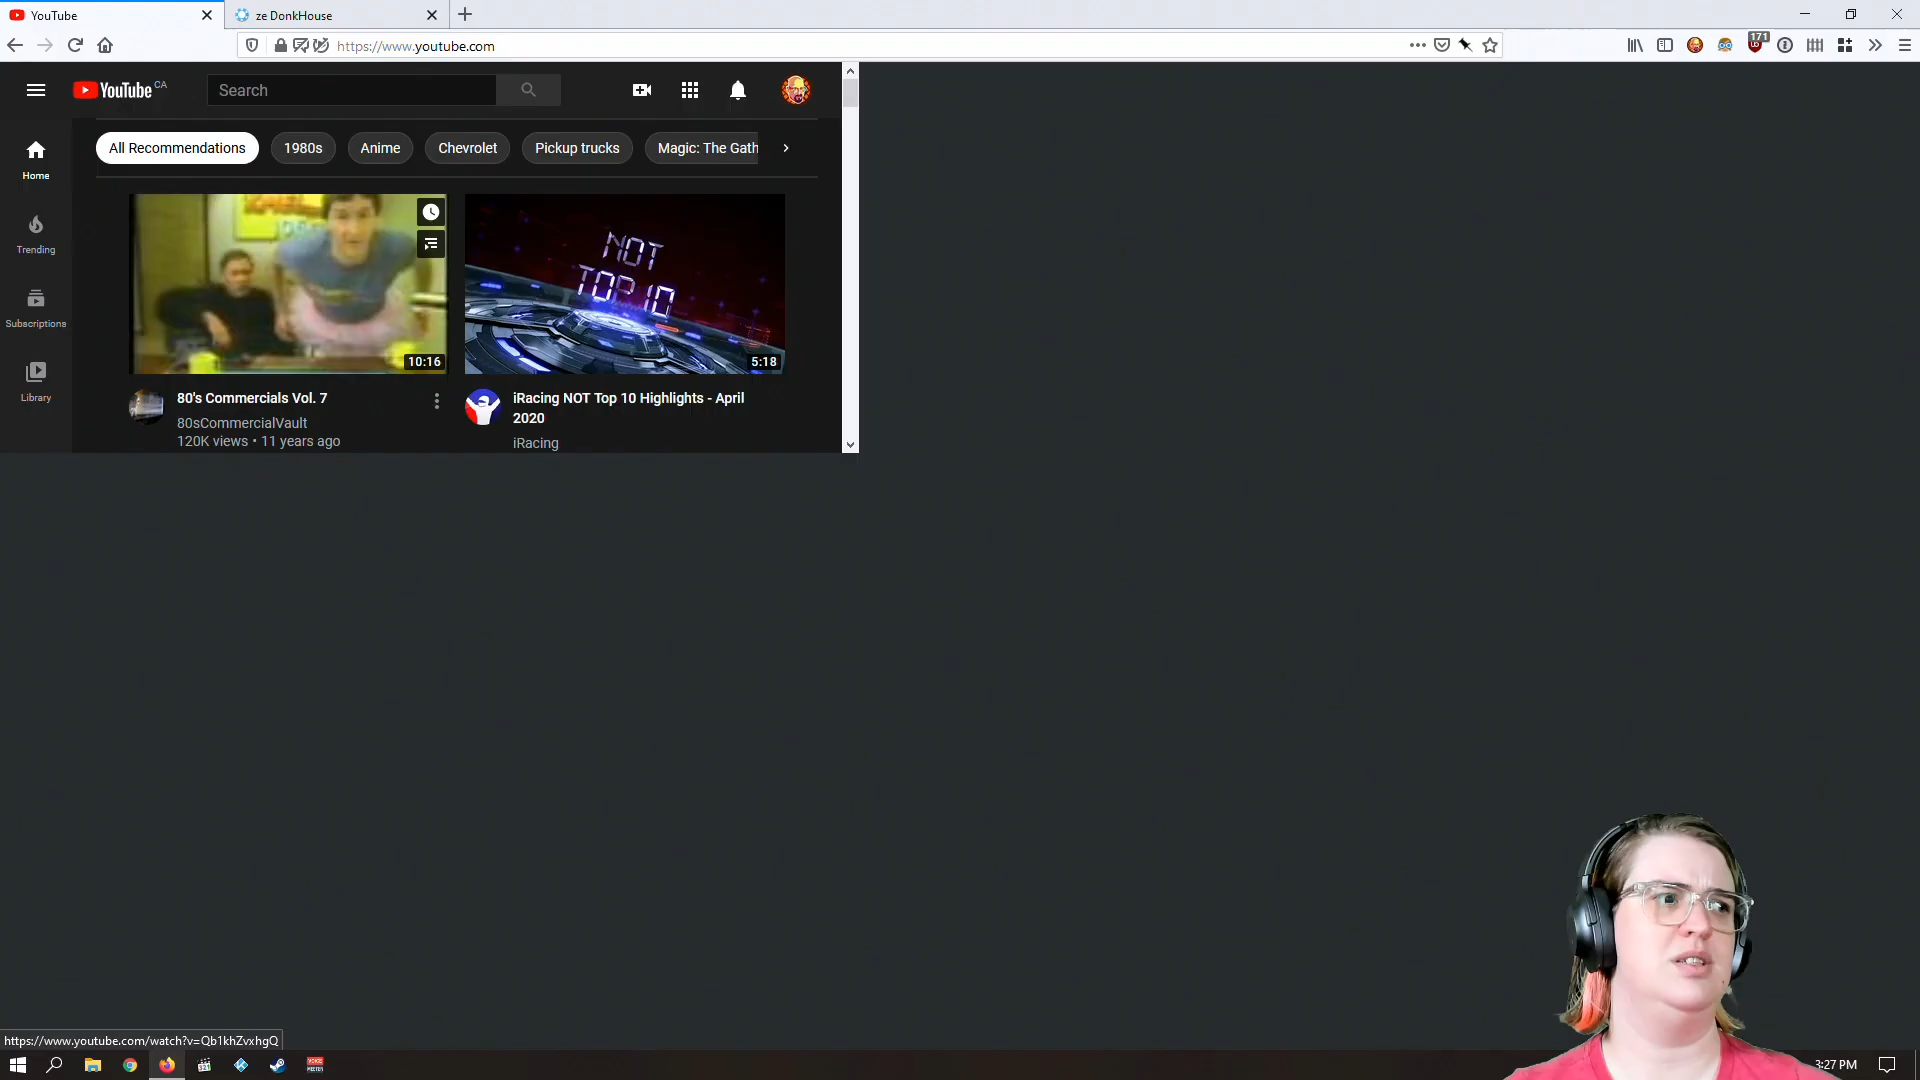 YouTube
ze DonkHouse
https://www.youtube.com
171
YouTube CA
Search
All Recommendations
1980s
Anime
Chevrolet
Pickup trucks
Magic: The Gath
Home
Trending
Subscriptions
Library
10:16
NOT
TOP 10
5:18
80's Commercials Vol. 7
80sCommercialVault
120K views • 11 years ago
iRacing NOT Top 10 Highlights - April
2020
iRacing
https://www.youtube.com/watch?v=Qb1khZvxhgQ
3:27 PM